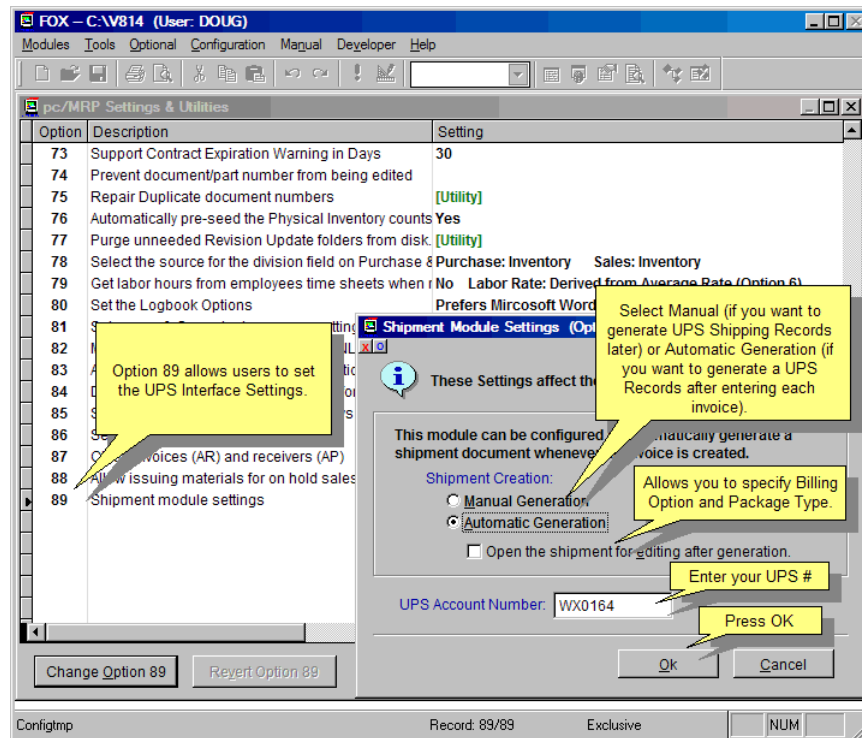 FOX – C:\V814 (User: DOUG)
Modules Tools Optional Configuration Manual Developer Help
pc/MRP Settings & Utilities
Option Description Setting
73 Support Contract Expiration Warning in Days 30
74 Prevent document/part number from being edited
75 Repair Duplicate document numbers [Utility]
76 Automatically pre-seed the Physical Inventory counts Yes
77 Purge unneeded Revision Update folders from disk. [Utility]
78 Select the source for the division field on Purchase & Purchase: Inventory Sales: Inventory
79 Get labor hours from employees time sheets when No Labor Rate: Derived from Average Rate (Option 6)
80 Set the Logbook Options Prefers Mircosoft Word
81
82
83
84
85
86
87 (AR) and receivers (AP)
88 issuing materials for on hold sales
89 Shipment module settings
Option 89 allows users to set
the UPS Interface Settings.
Shipment Module Settings
These Settings affect
This module can be configured generate a
shipment document whenever is created.
Shipment Creation:
Manual Generation
Automatic Generation
Open the shipment for editing after generation.
UPS Account Number: WX0164
Ok Cancel
Select Manual (if you want to
generate UPS Shipping Records
later) or Automatic Generation (if
you want to generate a UPS
Records after entering each
invoice).
Allows you to specify Billing
Option and Package Type.
Enter your UPS #
Press OK
Change Option 89 Revert Option 89
Configtmp Record: 89/89 Exclusive NUM